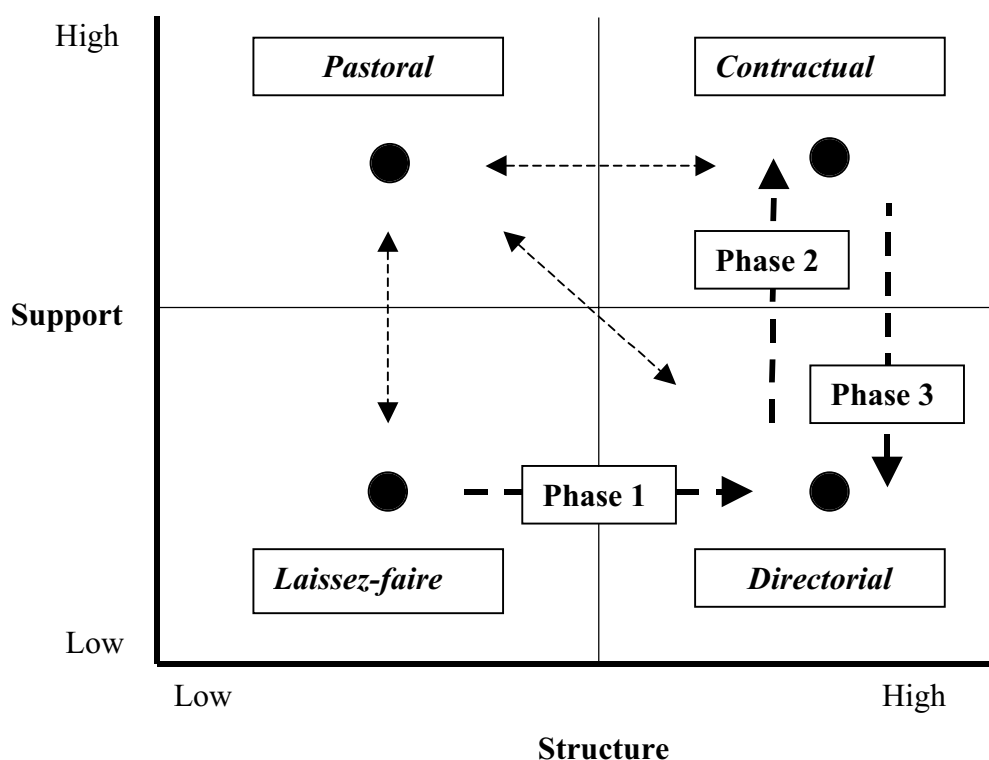 High
Pastoral
Contractual
Phase 2
Support
Phase 3
Phase 1
Laissez-faire
Directorial
Low
Low
High
Structure